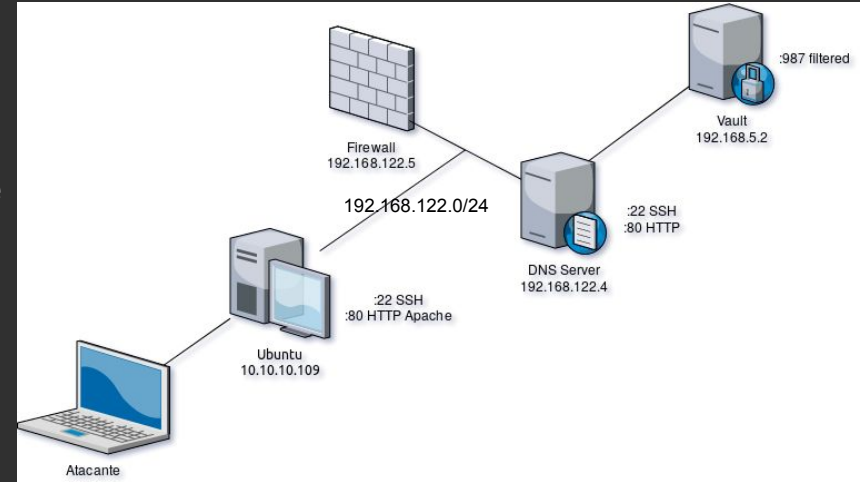 :987 filtered
Vault
192.168.5.2
Firewall
192.168.122.5
192.168.122.0/24
:22 SSH
:80 HTTP
DNS Server
192.168.122.4
:22 SSH
:80 HTTP Apache
Ubuntu
10.10.10.109
Atacante